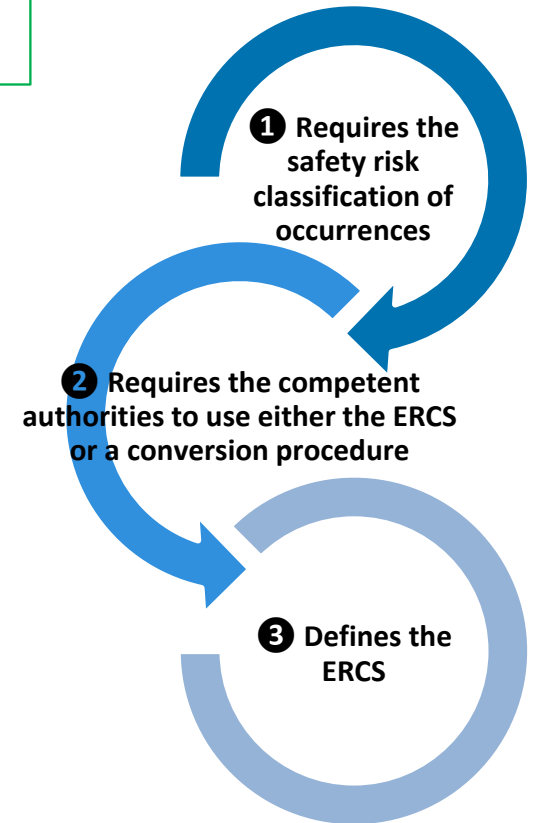 ❶ Requires the
safety risk
classification of
occurrences
❷ Requires the competent
authorities to use either the ERCS
or a conversion procedure
❸ Defines the
ERCS